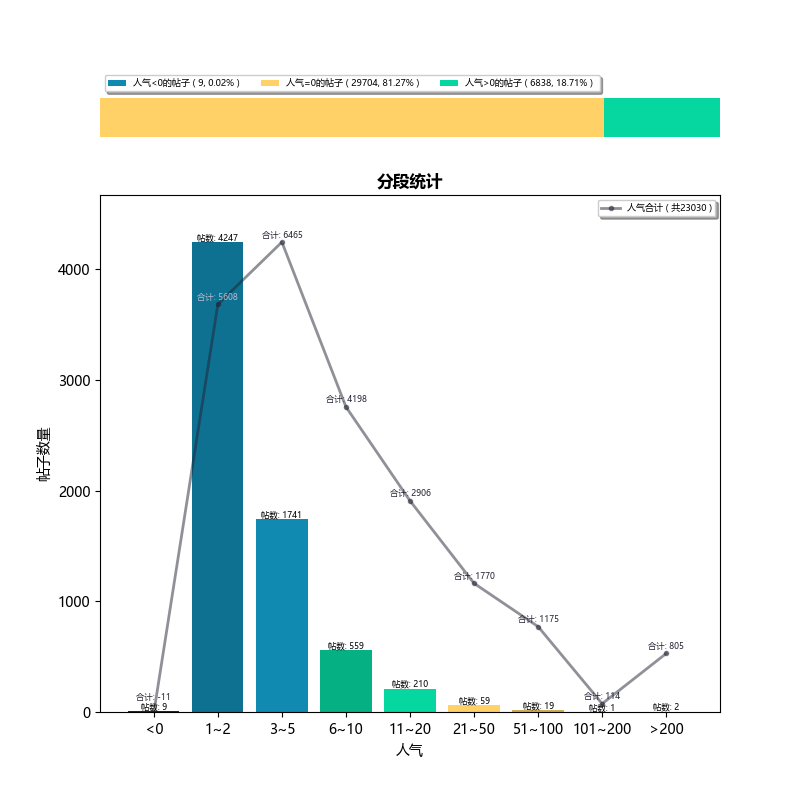 人气<0的帖子 ( 9, 0.02% ) 人气=0的帖子 ( 29704, 81.27% ) 人气>0的帖子 ( 6838, 18.71% )
分段统计
人气合计 ( 共23030 )
帖数: 4247
合计: 6465
合计: 5608
合计: 4198
帖数: 1741
合计: 2906
合计: 1770
合计: 1175
帖数: 559
合计: 805
帖数: 210
合计: -11
合计: 114
帖数: 59
帖数: 9
帖数: 19
帖数: 1
帖数: 2
4000
3000
2000
1000
0
帖子数量
<0 1~2 3~5 6~10 11~20 21~50 51~100 101~200 >200
人气